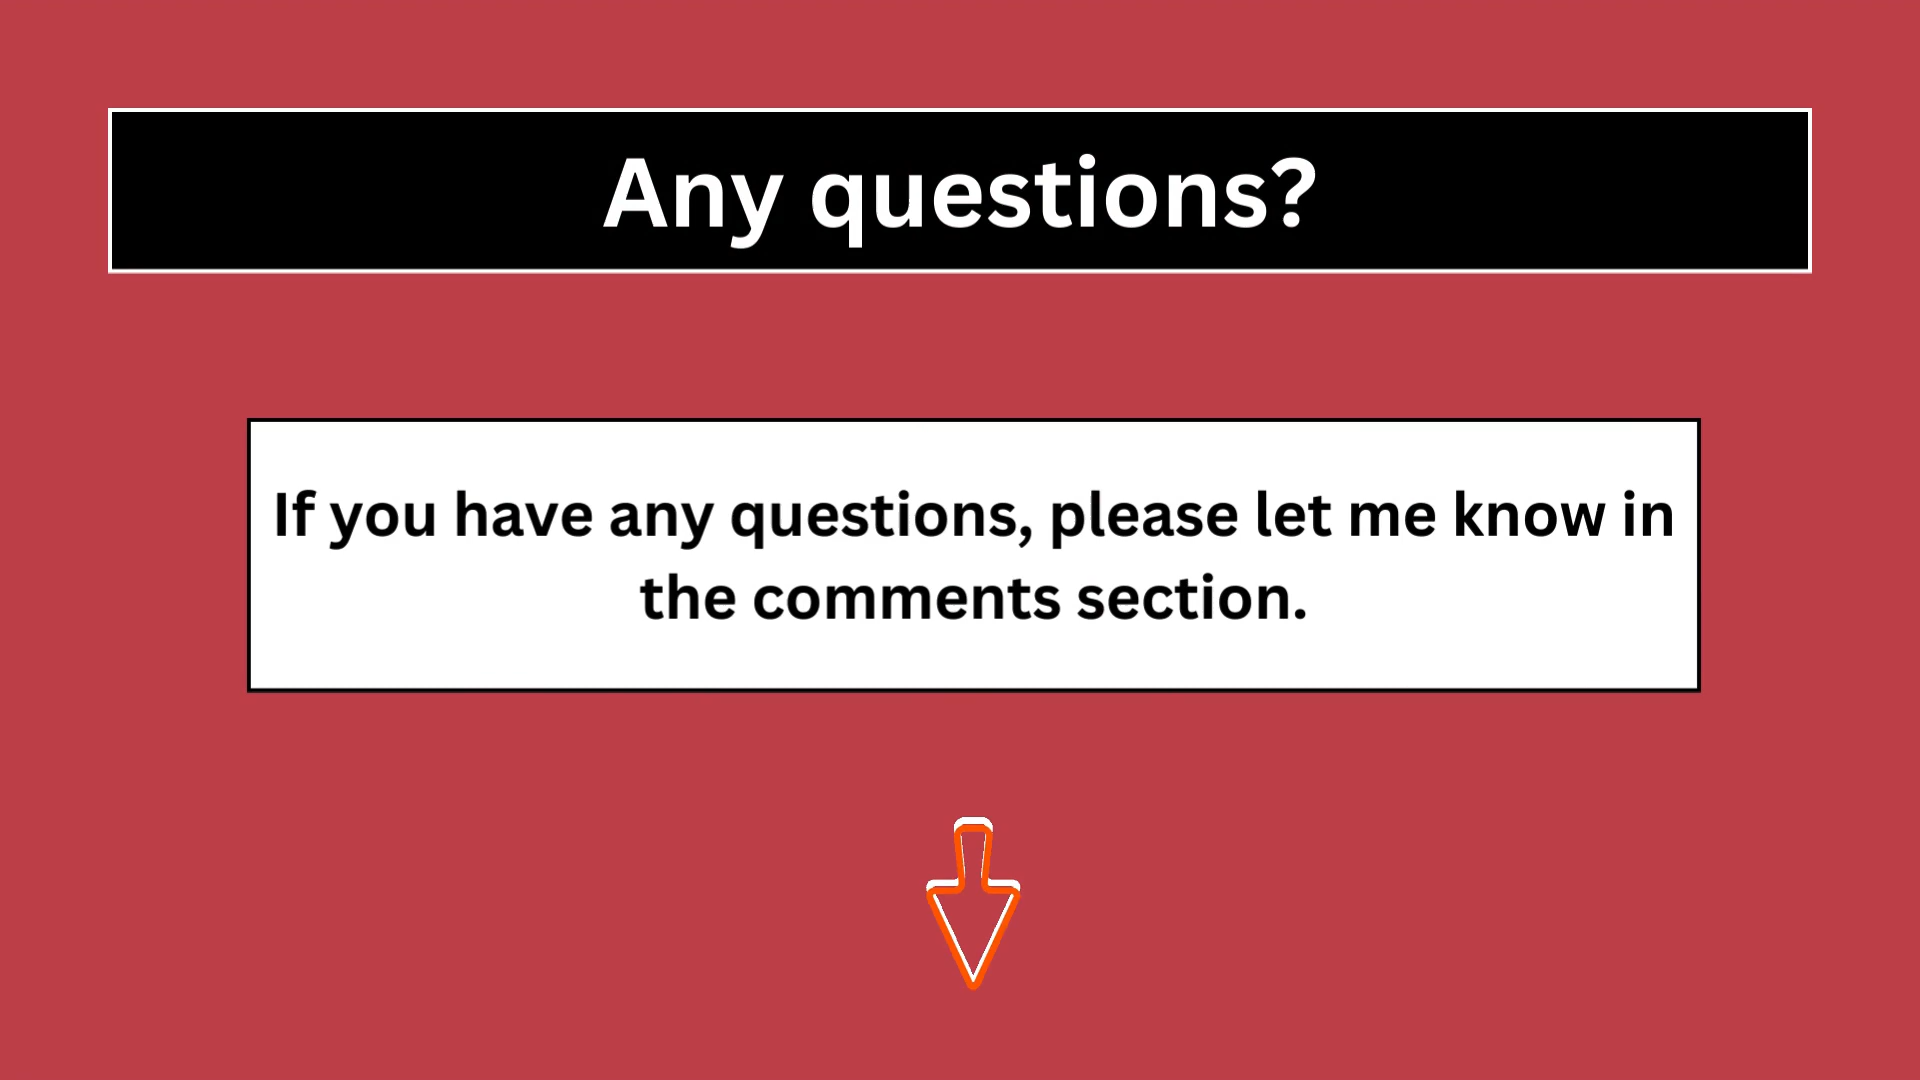 Any questions?
If you have any questions, please let me know in
the comments section.